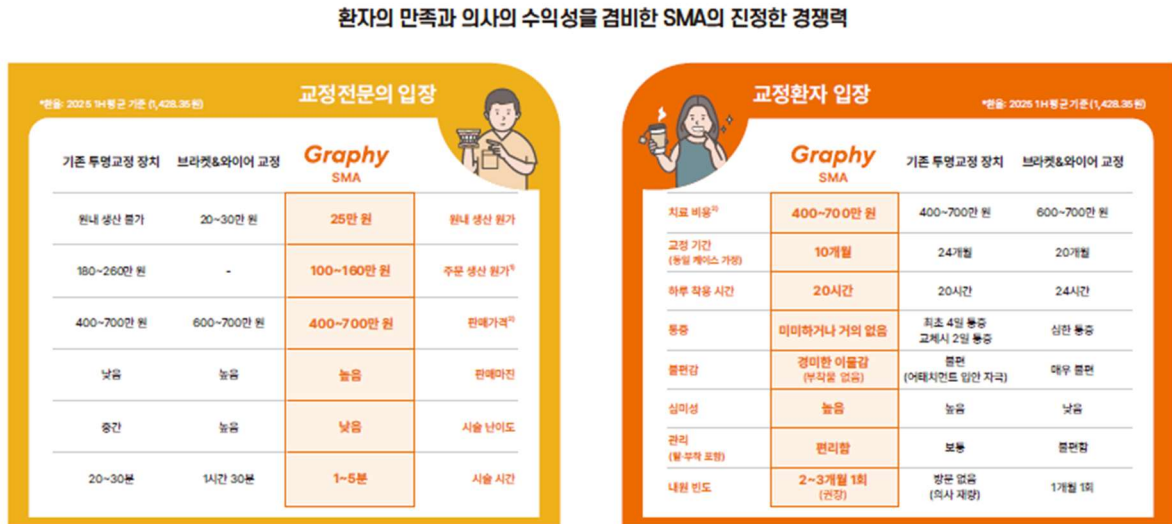 환자의 만족과 의사의 수익성을 겸비한 SMA의 진정한 경쟁력
*환율: 2025 1H 평균 기준 (1,428.35원)
교정전문의 입장
기존 투명교정 장치 브라켓&와이어 교정 Graphy
SMA
원내 생산 불가 20~30만 원 25만 원 원내 생산 원가
180~260만 원 - 100~160만 원 주문 생산 원가¹⁾
400~700만 원 600~700만 원 400~700만 원 판매가격²⁾
낮음 높음 높음 판매마진
중간 높음 낮음 시술 난이도
20~30분 1시간 30분 1~5분 시술 시간
교정환자 입장
*환율: 2025 1H 평균 기준 (1,428.35원)
Graphy 기존 투명교정 장치 브라켓&와이어 교정
SMA
치료 비용²⁾ 400~700만 원 400~700만 원 600~700만 원
교정 기간 10개월 24개월 20개월
(동일 케이스 가정)
하루 착용 시간 20시간 20시간 24시간
통증 미미하거나 거의 없음 최초 4일 통증 심한 통증
교체시 2일 통증
불편감 경미한 이물감 불편 매우 불편
(부착물 없음) (어태치먼트 입안 자극)
심미성 높음 높음 낮음
관리 편리함 보통 불편함
(탈·부착 포함)
내원 빈도 2~3개월 1회 방문 없음 1개월 1회
(권장) (의사 재량)